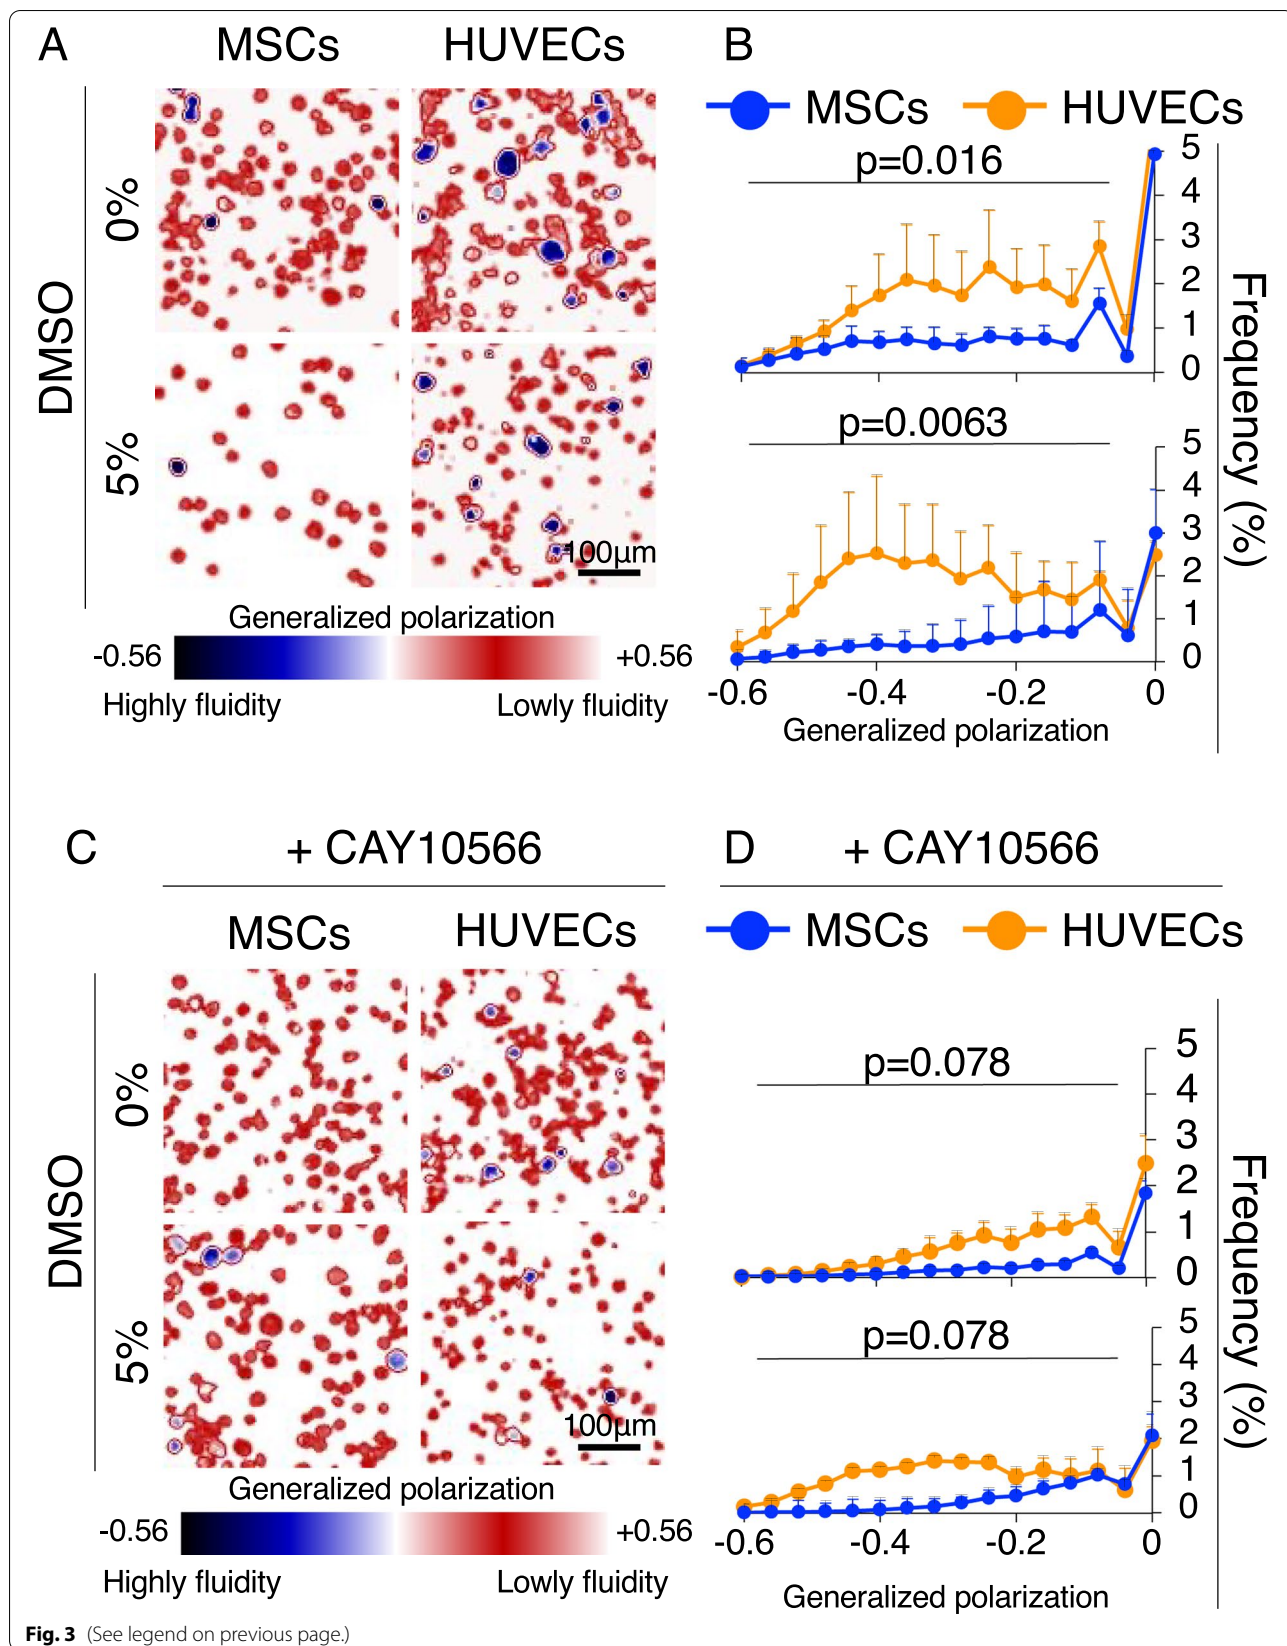 A
MSCs
HUVECs
DMSO
0%
5%
100µm
Generalized polarization
-0.56
+0.56
Highly fluidity
Lowly fluidity
B
MSCs
HUVECs
p=0.016
5
4
3
2
1
0
p=0.0063
5
4
3
2
1
0
-0.6
-0.4
-0.2
0
Generalized polarization
Frequency (%)
C
+ CAY10566
MSCs
HUVECs
DMSO
0%
5%
100µm
Generalized polarization
-0.56
+0.56
Highly fluidity
Lowly fluidity
D
+ CAY10566
MSCs
HUVECs
p=0.078
5
4
3
2
1
0
p=0.078
5
4
3
2
1
0
-0.6
-0.4
-0.2
0
Generalized polarization
Frequency (%)
Fig. 3 (See legend on previous page.)